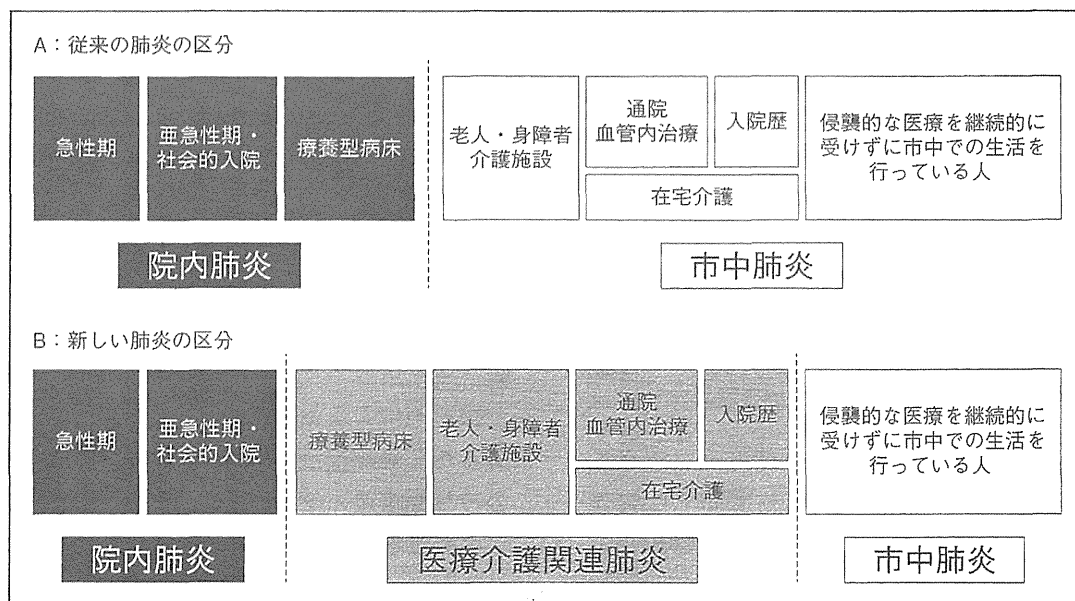 A：従来の肺炎の区分
急性期
亜急性期・
社会的入院
療養型病床
老人・身障者
介護施設
通院
血管内治療
入院歴
在宅介護
侵襲的な医療を継続的に
受けずに市中での生活を
行っている人
院内肺炎
市中肺炎
B：新しい肺炎の区分
急性期
亜急性期・
社会的入院
療養型病床
老人・身障者
介護施設
通院
血管内治療
入院歴
在宅介護
侵襲的な医療を継続的に
受けずに市中での生活を
行っている人
院内肺炎
医療介護関連肺炎
市中肺炎